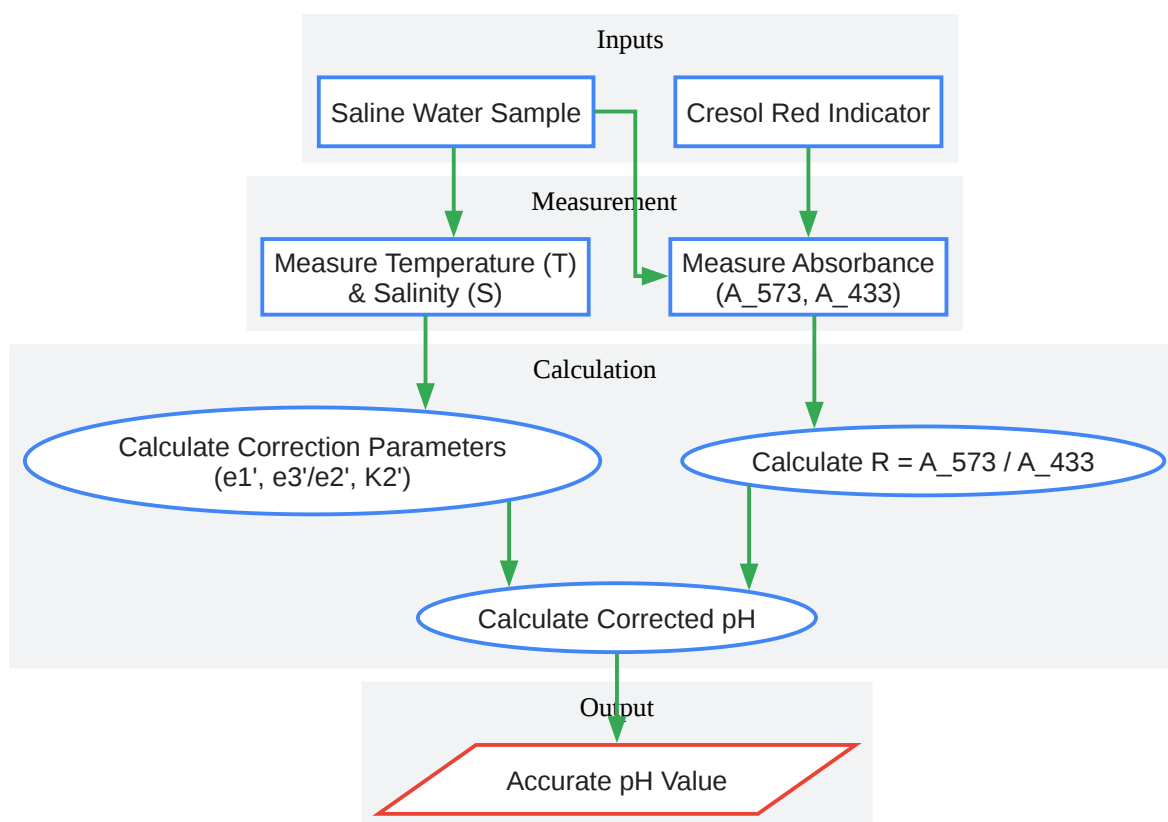 Inputs
Saline Water Sample
Cresol Red Indicator
Measurement
Measure Temperature (T)
& Salinity (S)
Measure Absorbance
(A_573, A_433)
Calculation
Calculate Correction Parameters
(e1', e3'/e2', K2')
Calculate R = A_573 / A_433
Calculate Corrected pH
Output
Accurate pH Value